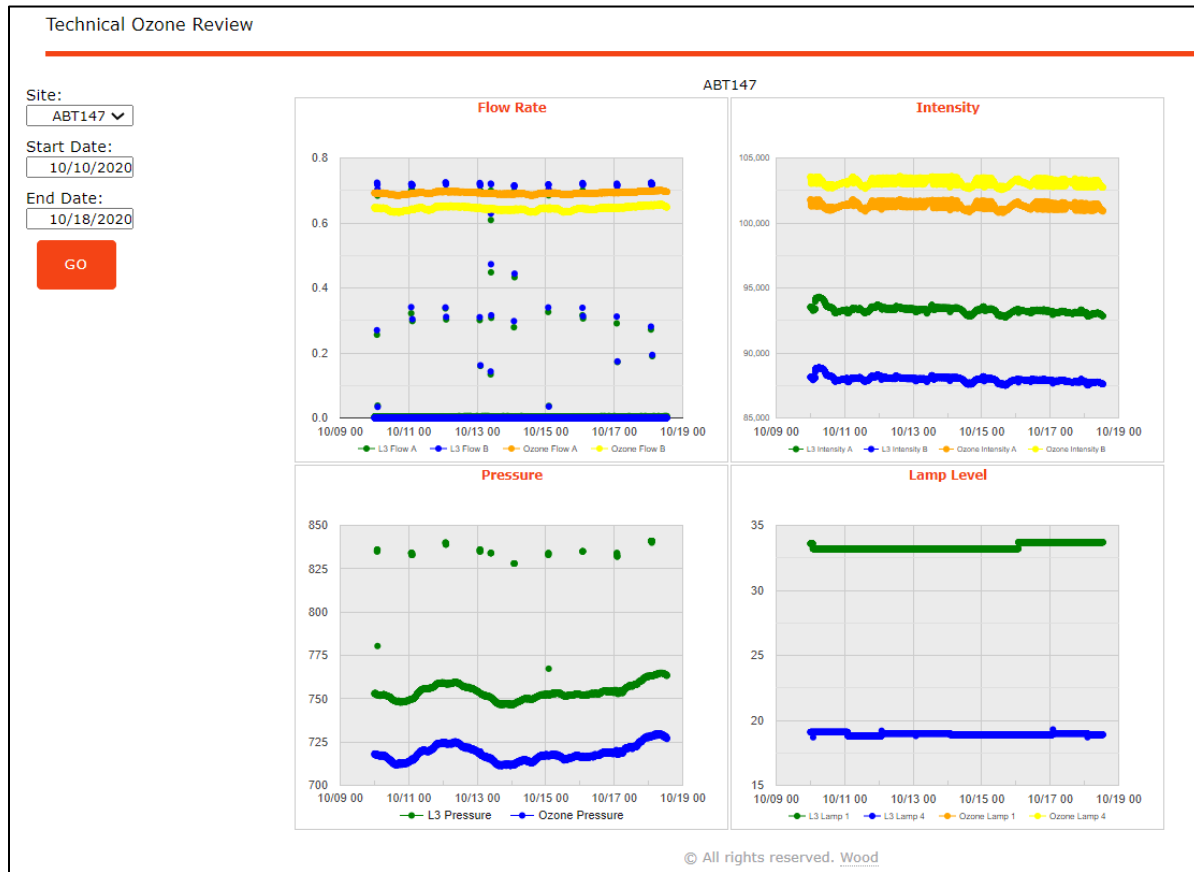 Technical Ozone Review
Site:
ABT147
Start Date:
10/10/2020
End Date:
10/18/2020
GO
ABT147
Flow Rate
0.8
0.6
0.4
0.2
0.0
10/09 00 10/11 00 10/13 00 10/15 00 10/17 00 10/19 00
L3 Flow A L3 Flow B Ozone Flow A Ozone Flow B
Intensity
105,000
100,000
95,000
90,000
85,000
10/09 00 10/11 00 10/13 00 10/15 00 10/17 00 10/19 00
L3 Intensity A L3 Intensity B Ozone Intensity A Ozone Intensity B
Pressure
850
825
800
775
750
725
700
10/09 00 10/11 00 10/13 00 10/15 00 10/17 00 10/19 00
L3 Pressure Ozone Pressure
Lamp Level
35
30
25
20
15
10/09 00 10/11 00 10/13 00 10/15 00 10/17 00 10/19 00
L3 Lamp 1 L3 Lamp 4 Ozone Lamp 1 Ozone Lamp 4
© All rights reserved. Wood